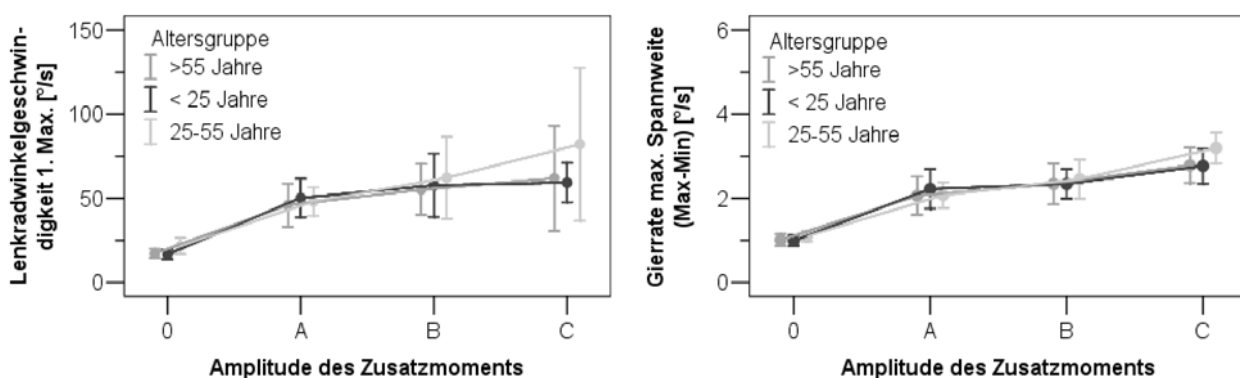 Lenkradwinkelgeschwin-
digkeit 1. Max. [°/s]
150
100
50
0
Altersgruppe
>55 Jahre
< 25 Jahre
25-55 Jahre
0
A
B
C
Amplitude des Zusatzmoments
Gierrate max. Spannweite
(Max-Min) [°/s]
6
4
2
0
Altersgruppe
>55 Jahre
< 25 Jahre
25-55 Jahre
0
A
B
C
Amplitude des Zusatzmoments